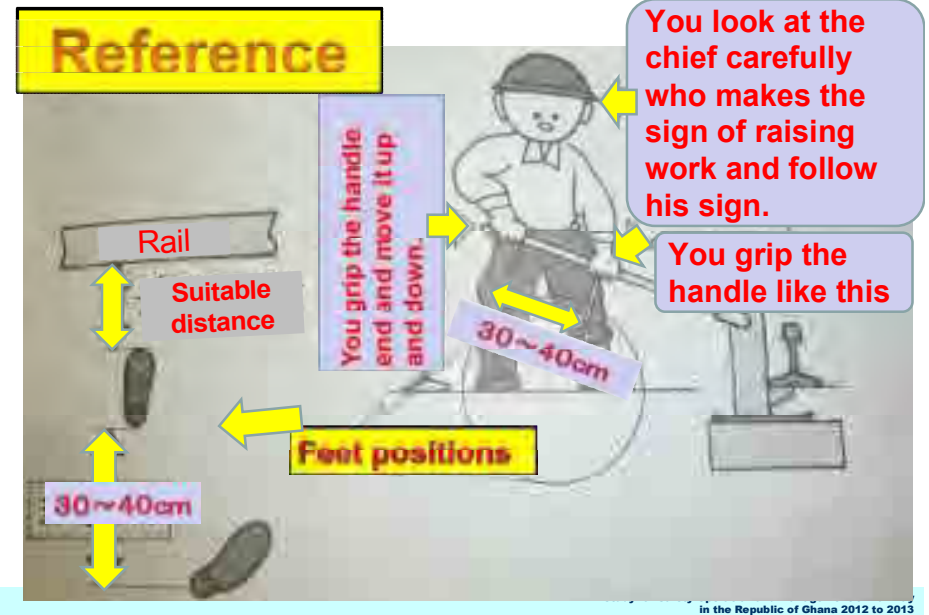 Reference
You look at the
chief carefully
who makes the
sign of raising
work and follow
his sign.
You grip the handle
end and move it up
and down.
You grip the
handle like this
Rail
Suitable
distance
30~40cm
Feet positions
30~40cm
in the Republic of Ghana 2012 to 2013